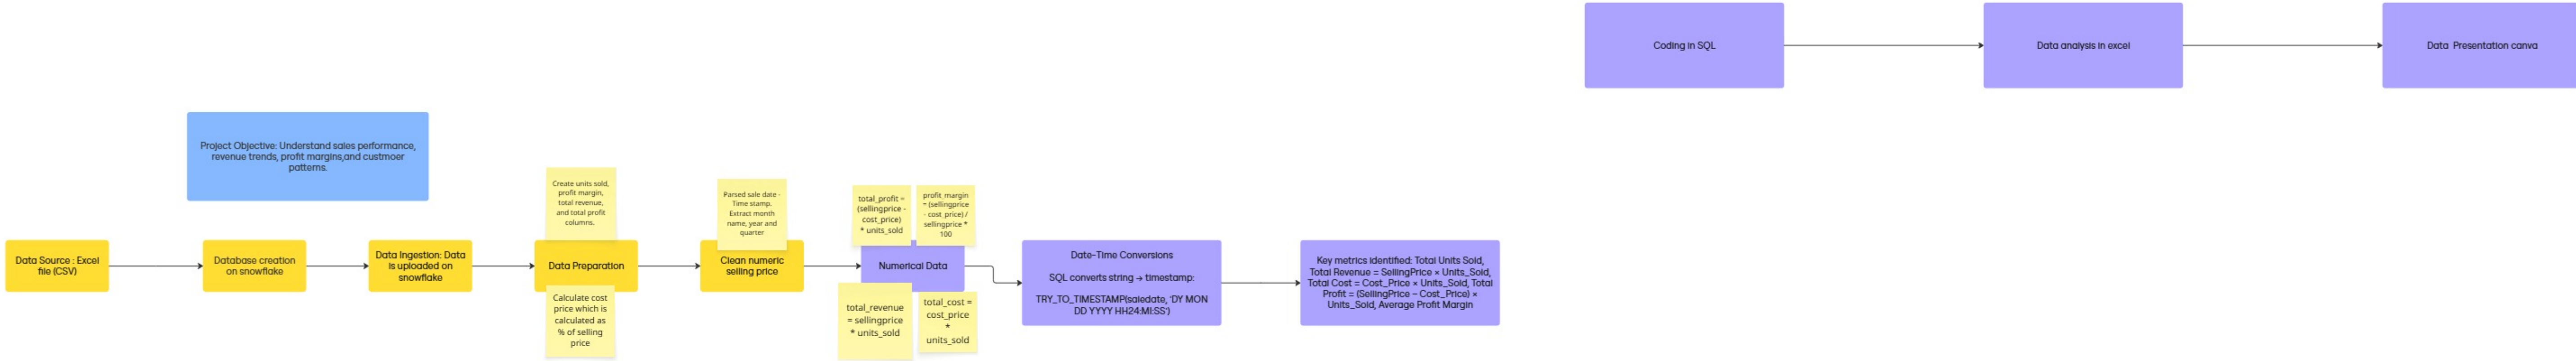 Coding in SQL
Data analysis in excel
Data Presentation canva
Project Objective: Understand sales performance,
revenue trends, profit margins,and custmoer
patterns.
Data Source : Excel
file (CSV)
Database creation
on snowflake
Data Ingestion: Data
is uploaded on
snowflake
Create units sold,
profit margin,
total revenue,
and total profit
columns.
Data Preparation
Calculate cost
price which is
calculated as
% of selling
price
Parsed sale date -
Time stamp.
Extract month
name, year and
quarter
Clean numeric
selling price
total_profit =
(sellingprice -
cost_price)
* units_sold
profit_margin
= (sellingprice
- cost_price) /
sellingprice *
100
Numerical Data
total_revenue
= sellingprice
* units_sold
total_cost =
cost_price
*
units_sold
Date-Time Conversions
SQL converts string → timestamp:
TRY_TO_TIMESTAMP(saledate, 'DY MON
DD YYYY HH24:MI:SS')
Key metrics identified: Total Units Sold,
Total Revenue = SellingPrice × Units_Sold,
Total Cost = Cost_Price × Units_Sold, Total
Profit = (SellingPrice − Cost_Price) ×
Units_Sold, Average Profit Margin